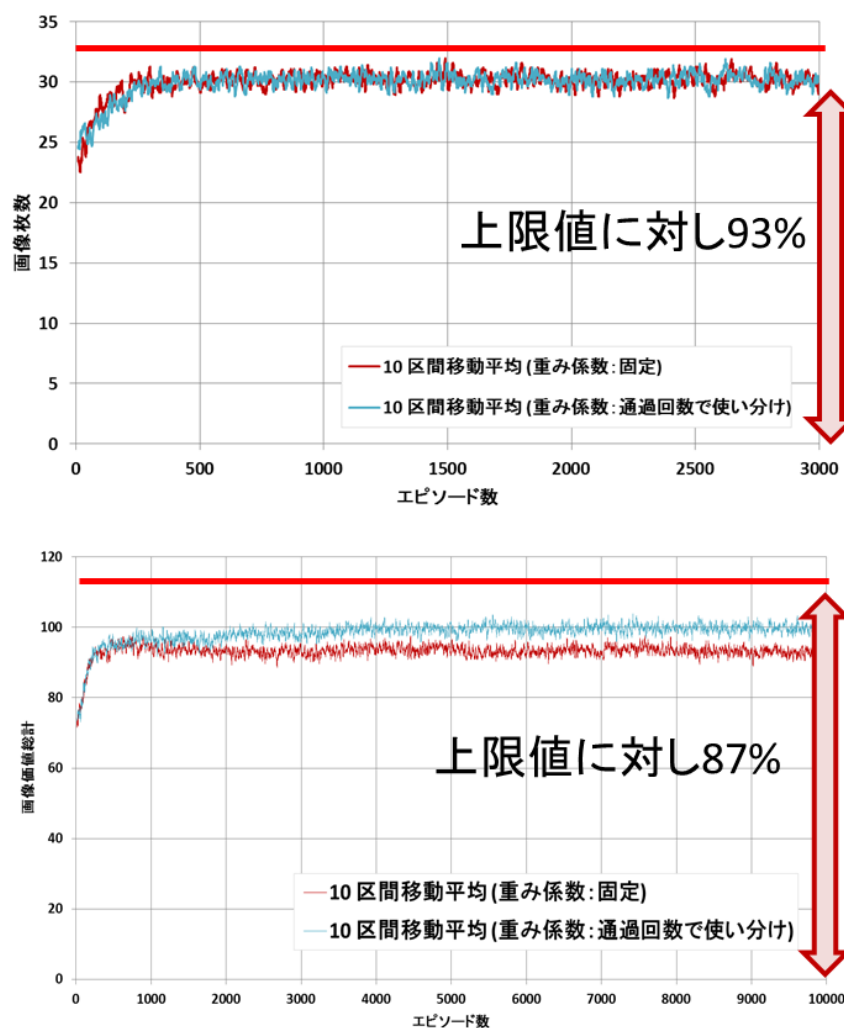 35
30
25
20
15
10
5
0
画像枚数
上限値に対し93%
10 区間移動平均 (重み係数: 固定)
10 区間移動平均 (重み係数: 通過回数で使い分け)
0 500 1000 1500 2000 2500 3000
エピソード数
120
100
80
60
40
20
0
画像価値総計
上限値に対し87%
10 区間移動平均 (重み係数: 固定)
10 区間移動平均 (重み係数: 通過回数で使い分け)
0 1000 2000 3000 4000 5000 6000 7000 8000 9000 10000
エピソード数